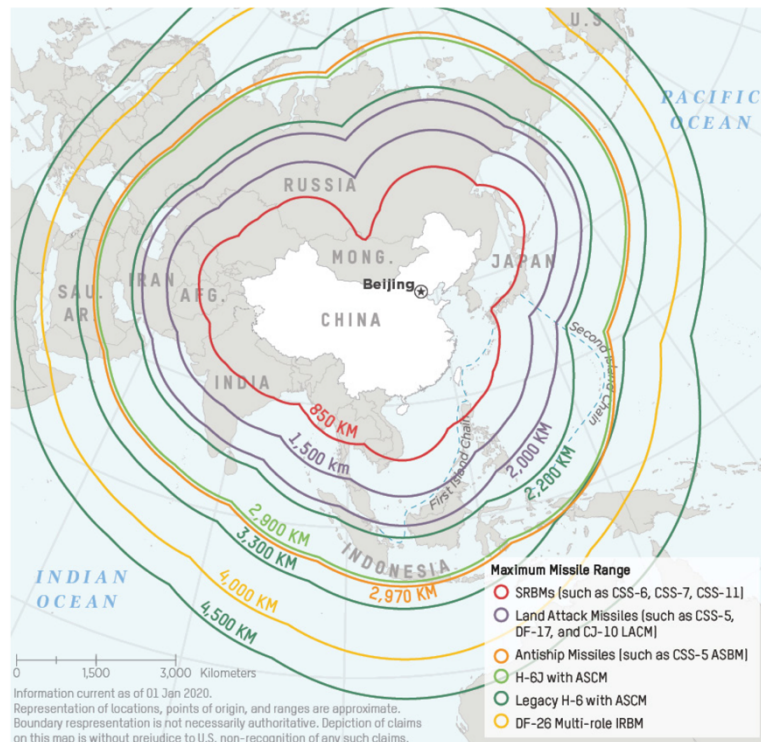 U.S.
PACIFIC
OCEAN
RUSSIA
MONG.
JAPAN
Beijing
IRAN
AFG.
SAU.
AR.
CHINA
INDIA
Second Island Chain
First Island Chain
850 KM
1,500 km
2,000 KM
2,200 KM
2,900 KM
3,300 KM
INDONESIA
2,970 KM
4,000 KM
4,500 KM
INDIAN
OCEAN
Maximum Missile Range
SRBMs (such as CSS-6, CSS-7, CSS-11)
Land Attack Missiles (such as CSS-5,
DF-17, and CJ-10 LACM)
Antiship Missiles (such as CSS-5 ASBM)
H-6J with ASCM
Legacy H-6 with ASCM
DF-26 Multi-role IRBM
0 1,500 3,000 Kilometers
Information current as of 01 Jan 2020.
Representation of locations, points of origin, and ranges are approximate.
Boundary respresentation is not necessarily authoritative. Depiction of claims
on this map is without prejudice to U.S. non-recognition of any such claims.